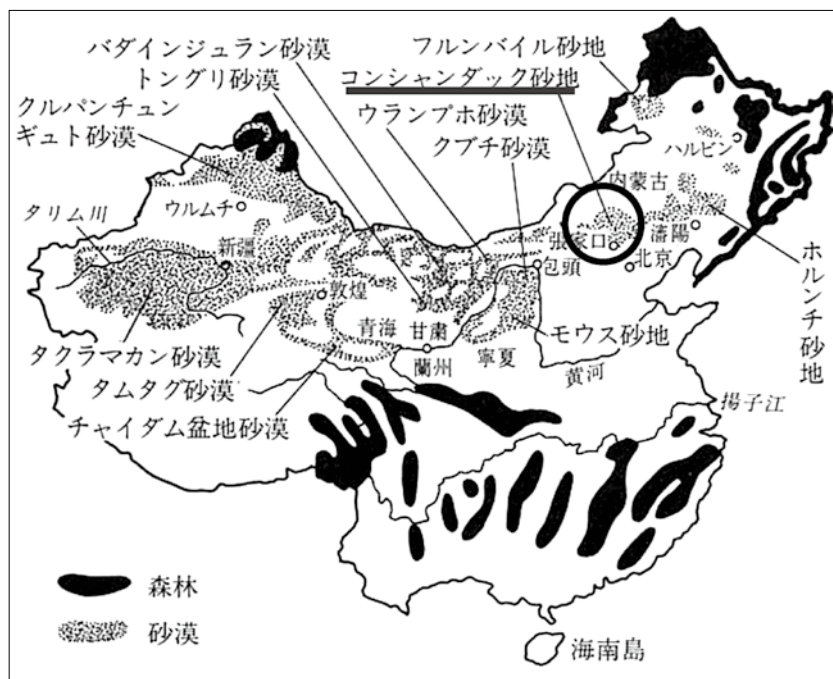 バダインジュラン砂漠
トングリ砂漠
クルパンチュン
ギュト砂漠
フルンバイル砂地
コンシャンダック砂地
ウランプホ砂漠
クブチ砂漠
ハルビン
内蒙古
タリム川
ウルムチ
新疆
張家口
瀋陽
北京
包頭
敦煌
ホルンチ砂地
青海
甘粛
モウス砂地
タクラマカン砂漠
蘭州
寧夏
黄河
タムタグ砂漠
揚子江
チャイダム盆地砂漠
森林
砂漠
海南島